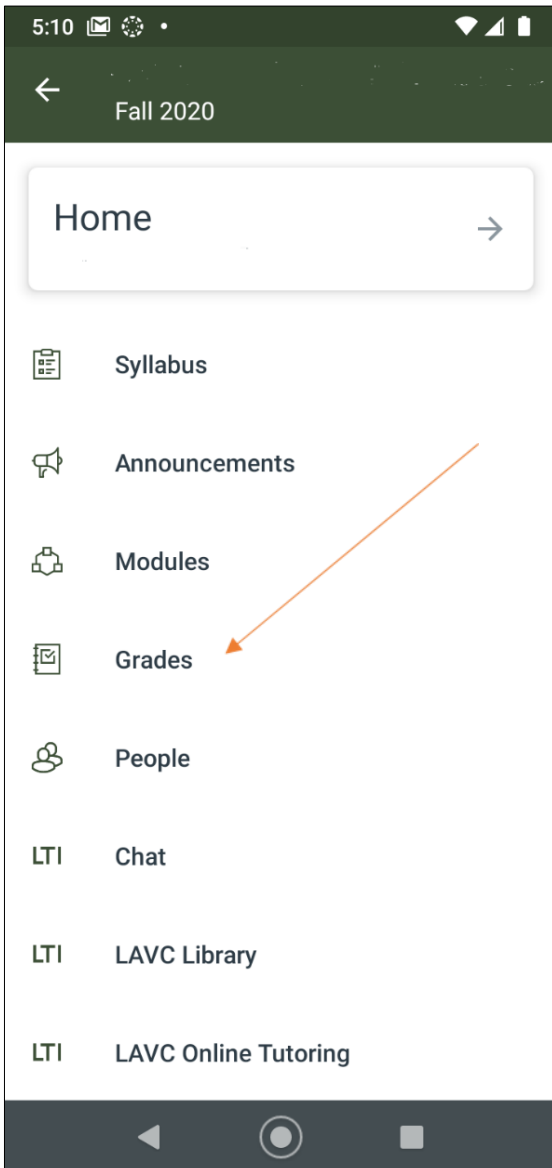 5:10
Fall 2020
Home
Syllabus
Announcements
Modules
Grades
People
LTI Chat
LTI LAVC Library
LTI LAVC Online Tutoring